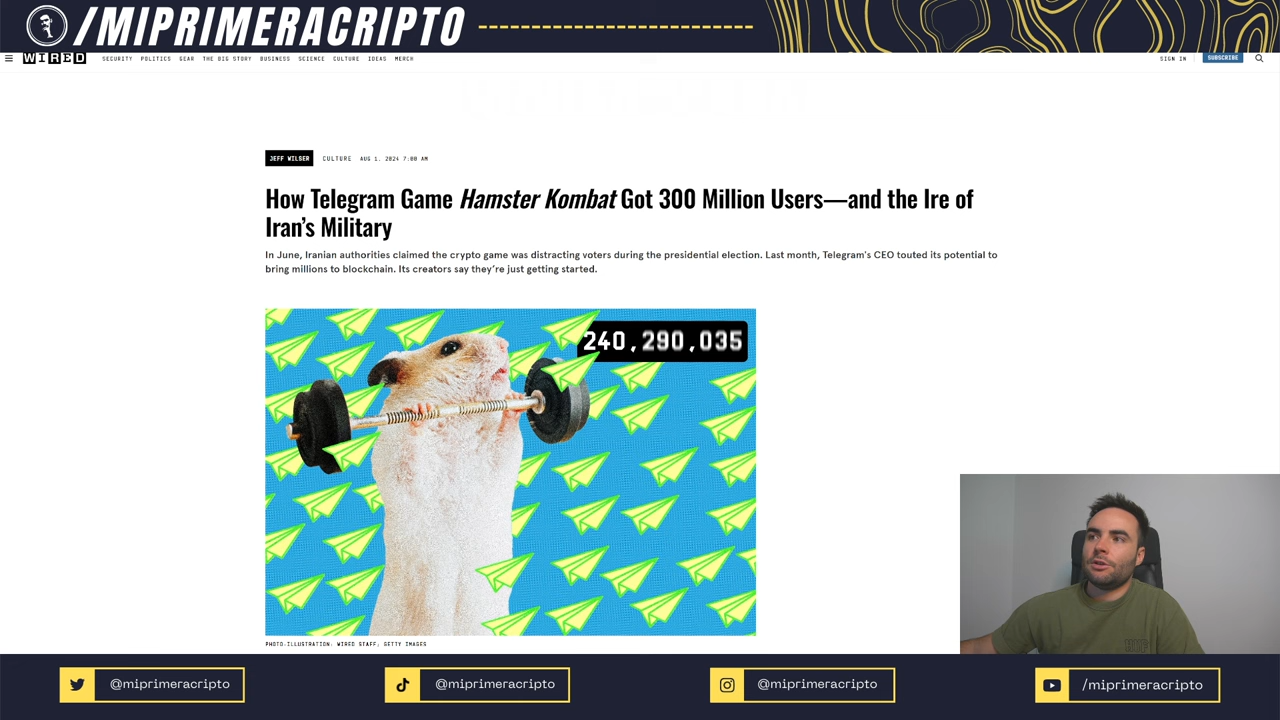 /MIPRIMERACRIPTO
WIRED
SECURITY POLITICS GEAR THE BIG STORY BUSINESS SCIENCE CULTURE IDEAS MERCH
SIGN IN
SUBSCRIBE
JEFF WILSER
CULTURE
AUG 1, 2024 7:00 AM
How Telegram Game Hamster Kombat Got 300 Million Users—and the Ire of
Iran's Military
In June, Iranian authorities claimed the crypto game was distracting voters during the presidential election. Last month, Telegram's CEO touted its potential to
bring millions to blockchain. Its creators say they're just getting started.
240,290,035
PHOTO-ILLUSTRATION: WIRED STAFF; GETTY IMAGES
@miprimeracripto
@miprimeracripto
@miprimeracripto
/miprimeracripto